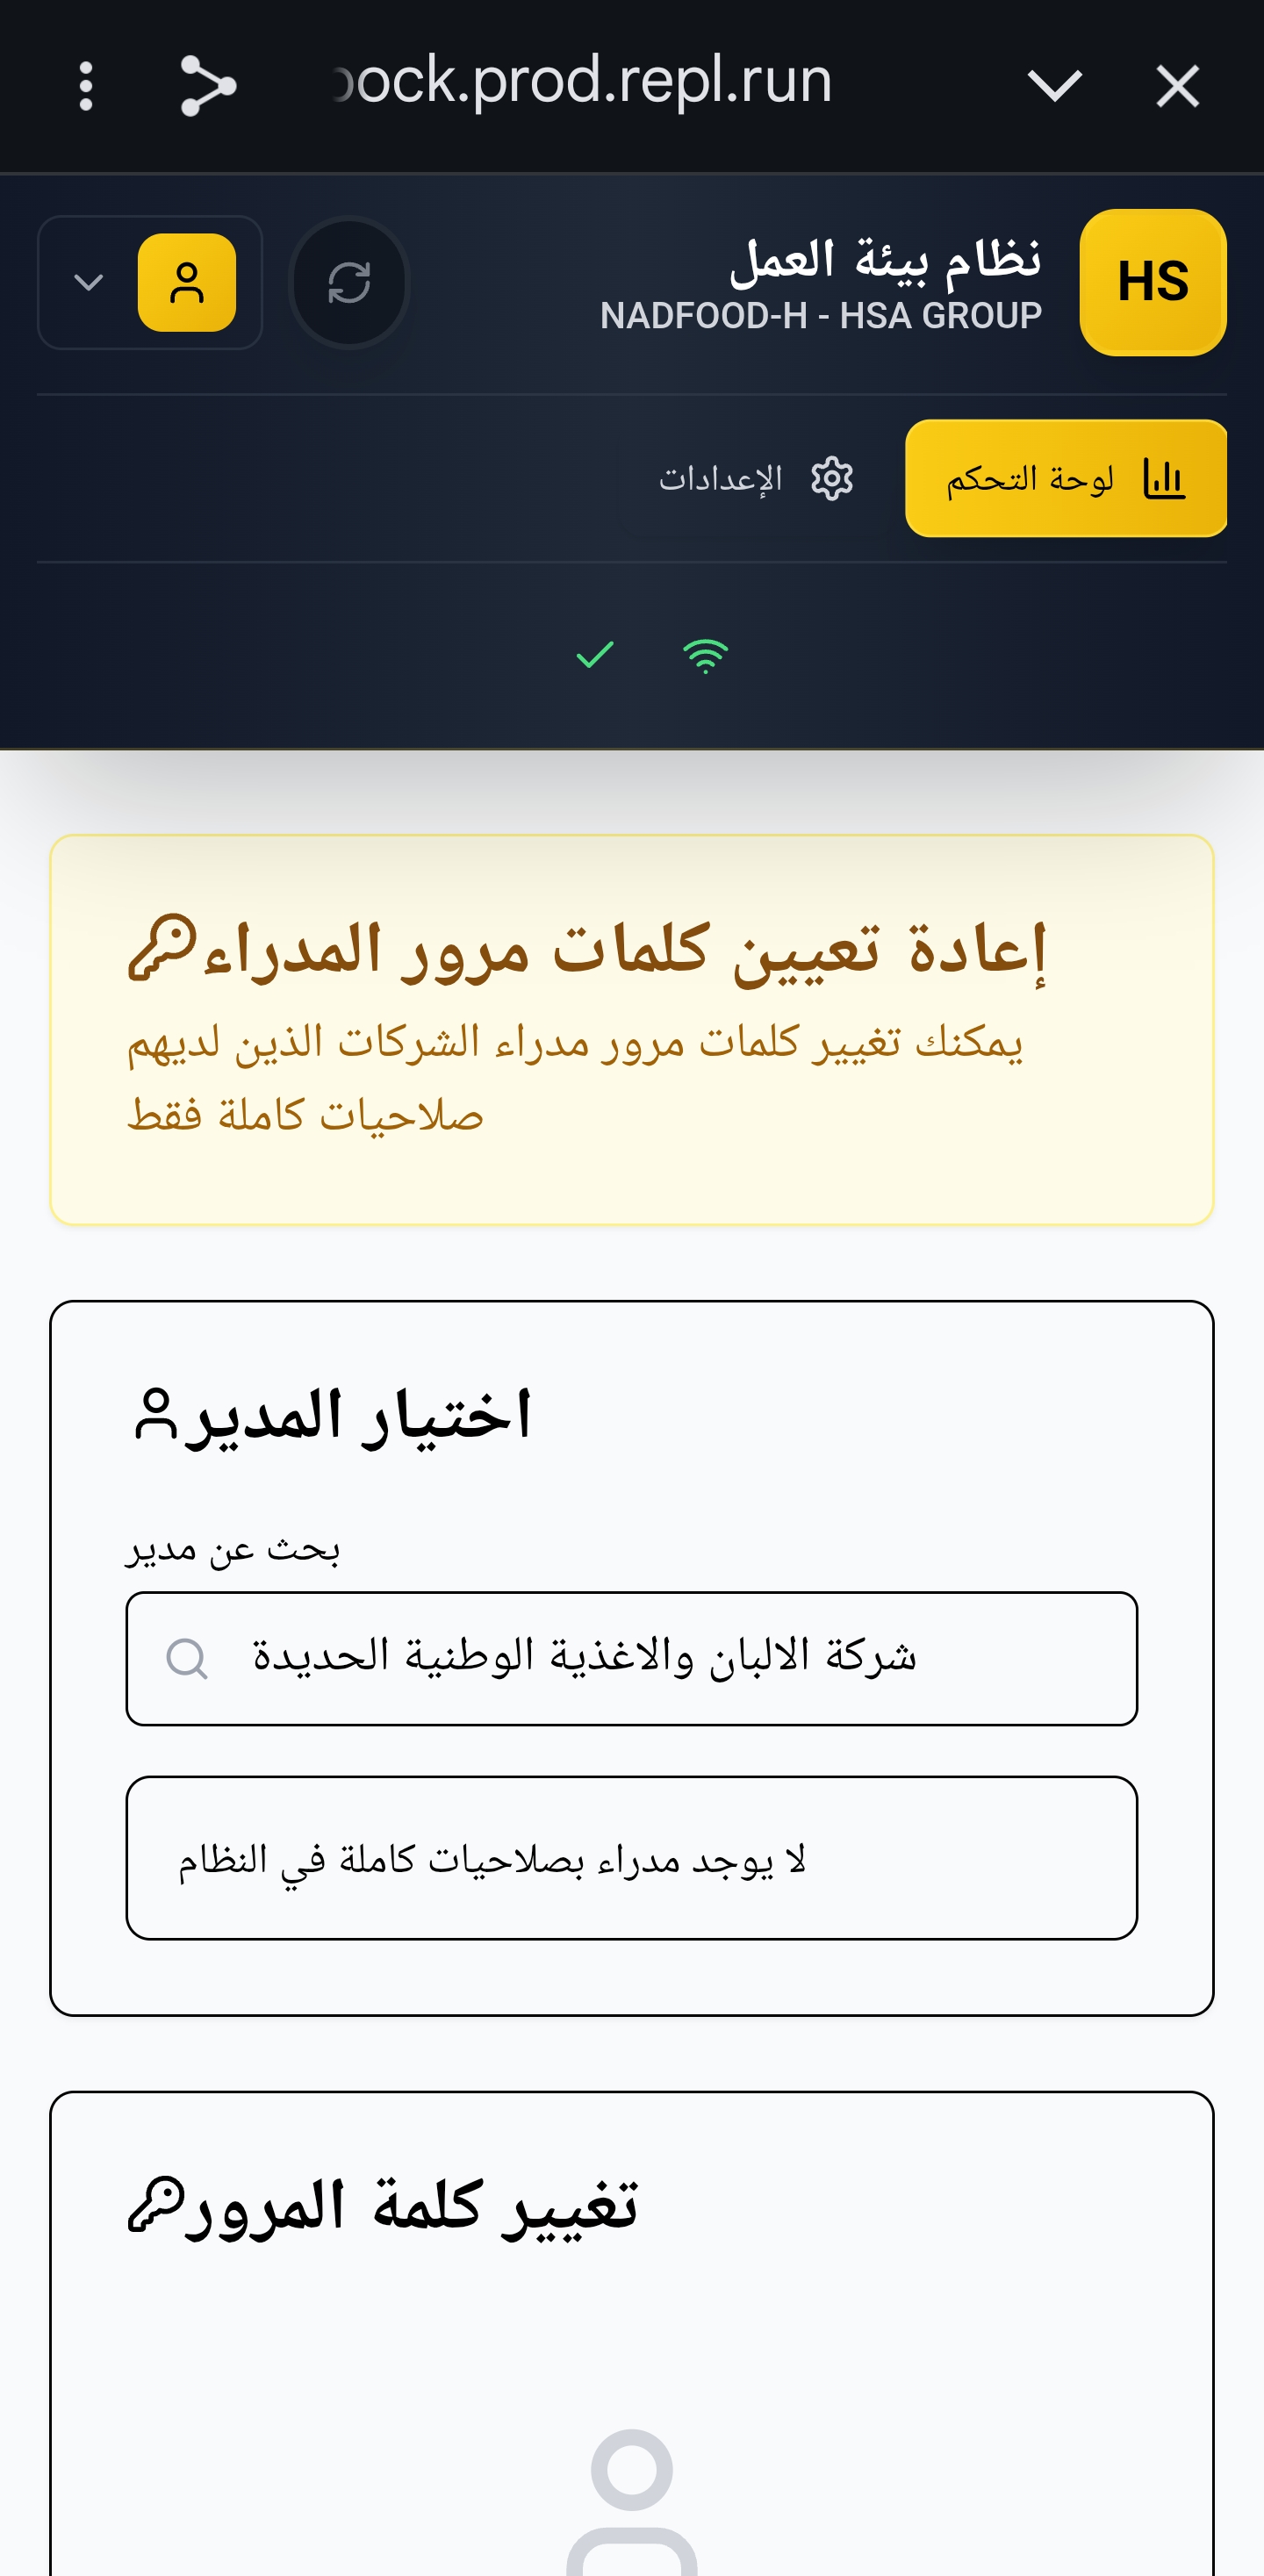 ock.prod.repl.run
HS
نظام بيئة العمل
NADFOOD-H - HSA GROUP
لوحة التحكم
الإعدادات
إعادة تعيين كلمات مرور المدراء
يمكنك تغيير كلمات مرور مدراء الشركات الذين لديهم
صلاحيات كاملة فقط
اختيار المدير
بحث عن مدير
شركة الالبان والاغذية الوطنية الحديدة
لا يوجد مدراء بصلاحيات كاملة في النظام
تغيير كلمة المرور